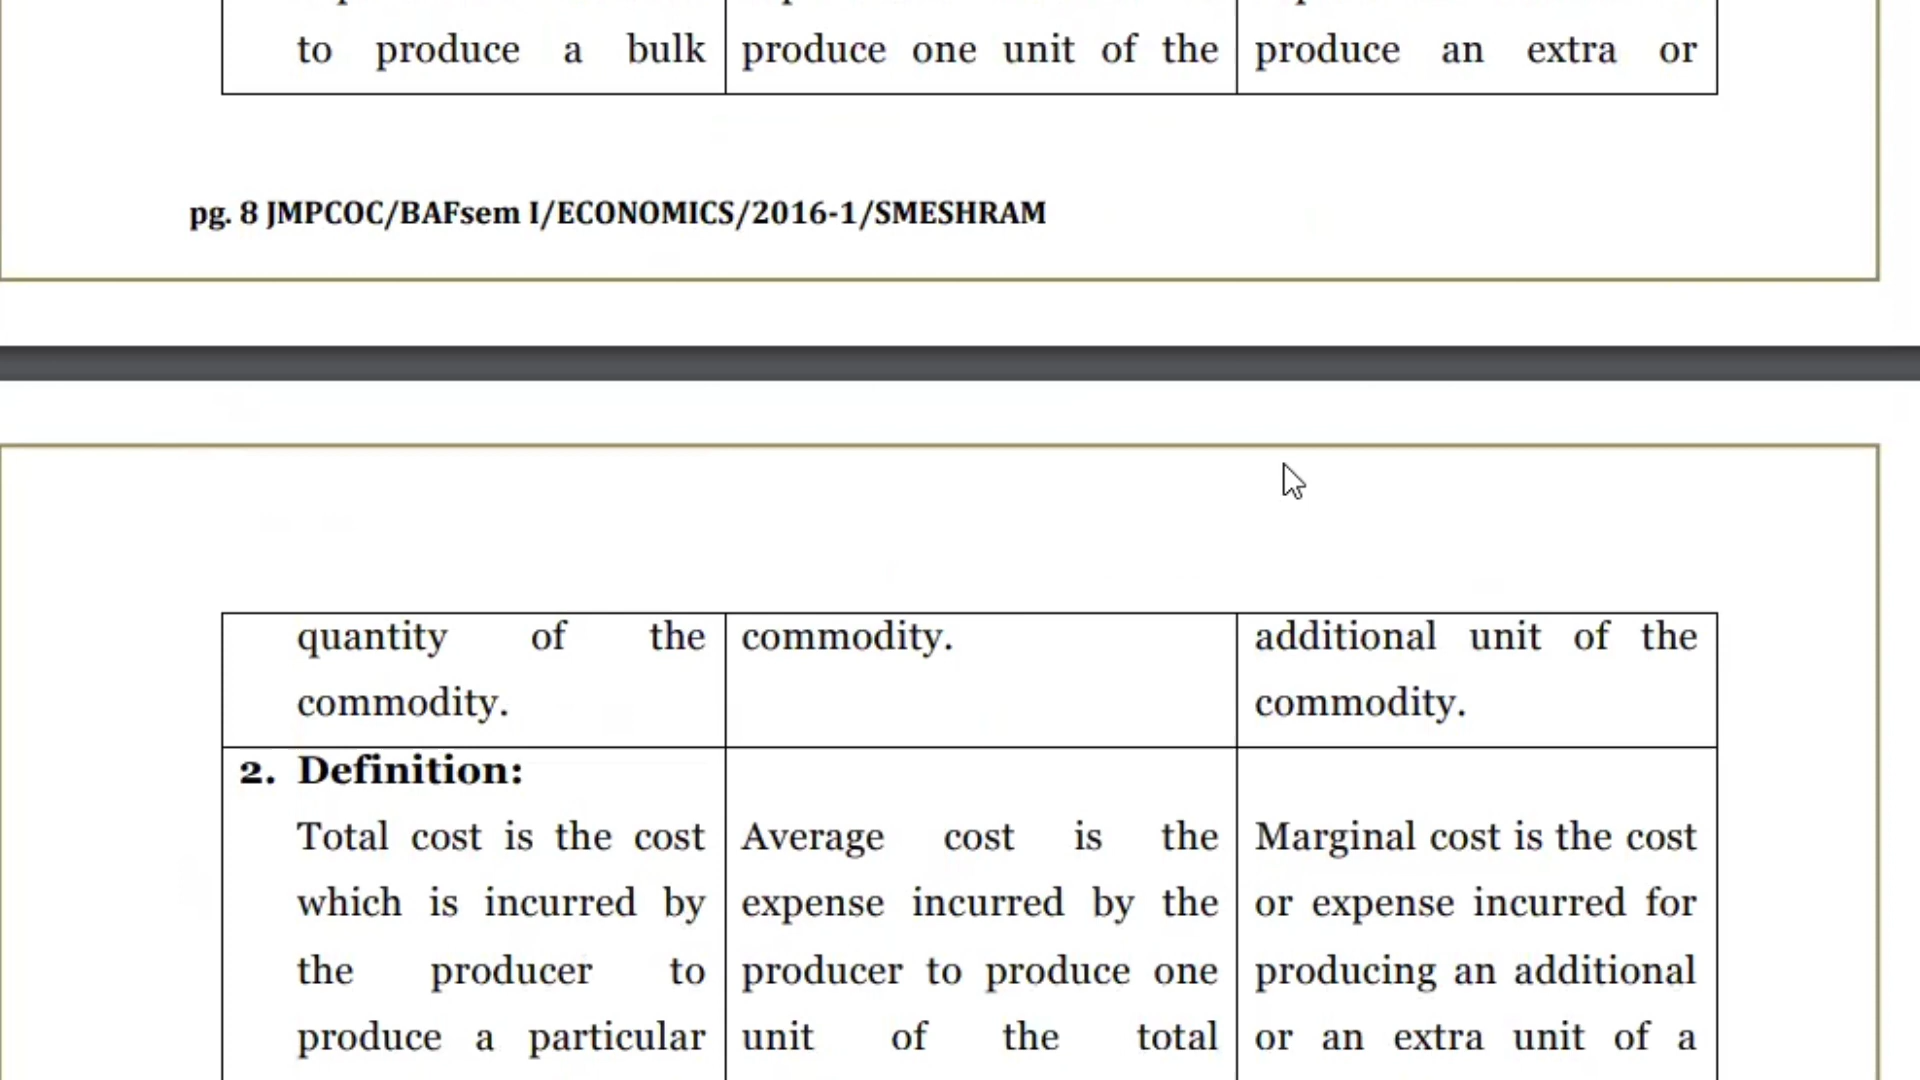 to produce a bulk
produce one unit of the
produce an extra or
pg. 8 JMPCOC/BAFsem I/ECONOMICS/2016-1/SMESHRAM
quantity of the
commodity.
commodity.
additional unit of the
commodity.
2. Definition:
Total cost is the cost
which is incurred by
the producer to
produce a particular
Average cost is the
expense incurred by the
producer to produce one
unit of the total
Marginal cost is the cost
or expense incurred for
producing an additional
or an extra unit of a